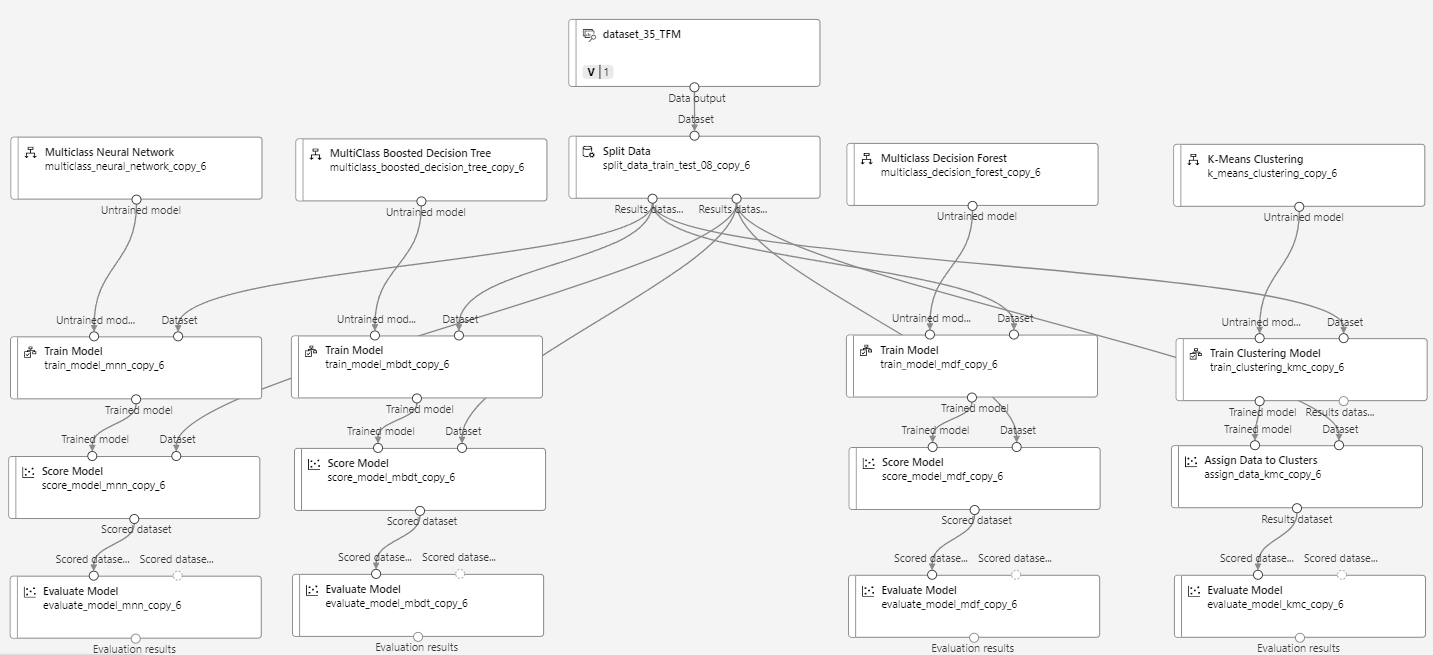 dataset_35_TFM
V | 1
Data output
Dataset
Multiclass Neural Network
multiclass_neural_network_copy_6
Untrained model
MultiClass Boosted Decision Tree
multiclass_boosted_decision_tree_copy_6
Untrained model
Split Data
split_data_train_test_08_copy_6
Results datas...
Results datas...
Multiclass Decision Forest
multiclass_decision_forest_copy_6
Untrained model
K-Means Clustering
k_means_clustering_copy_6
Untrained model
Untrained mod...
Dataset
Train Model
train_model_mnn_copy_6
Trained model
Untrained mod...
Dataset
Train Model
train_model_mbdt_copy_6
Trained model
Untrained mod...
Dataset
Train Model
train_model_mdf_copy_6
Trained model
Untrained mod...
Dataset
Train Clustering Model
train_clustering_kmc_copy_6
Trained model
Results datas...
Trained model
Dataset
Score Model
score_model_mnn_copy_6
Scored dataset
Trained model
Dataset
Score Model
score_model_mbdt_copy_6
Scored dataset
Trained model
Dataset
Score Model
score_model_mdf_copy_6
Scored dataset
Trained model
Dataset
Assign Data to Clusters
assign_data_kmc_copy_6
Results dataset
Scored datase...
Scored datase...
Evaluate Model
evaluate_model_mnn_copy_6
Evaluation results
Scored datase...
Scored datase...
Evaluate Model
evaluate_model_mbdt_copy_6
Evaluation results
Scored datase...
Scored datase...
Evaluate Model
evaluate_model_mdf_copy_6
Evaluation results
Scored datase...
Scored datase...
Evaluate Model
evaluate_model_kmc_copy_6
Evaluation results